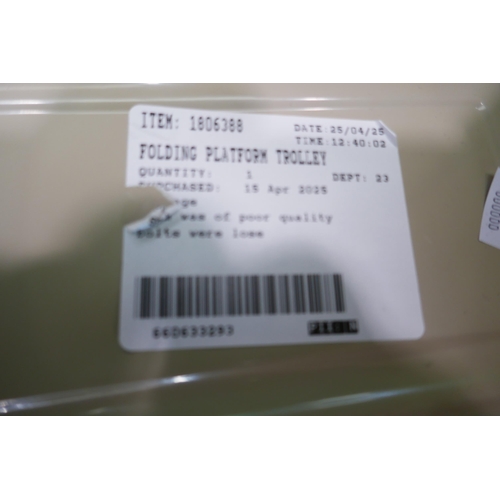 ITEM: 1806388
DATE:25/04/25
TIME:12:40:02
FOLDING PLATFORM TROLLEY
QUANTITY: 1
DEPT: 23
PURCHASED: 15 Apr 2025
was of poor quality
bolts were lose
660633293